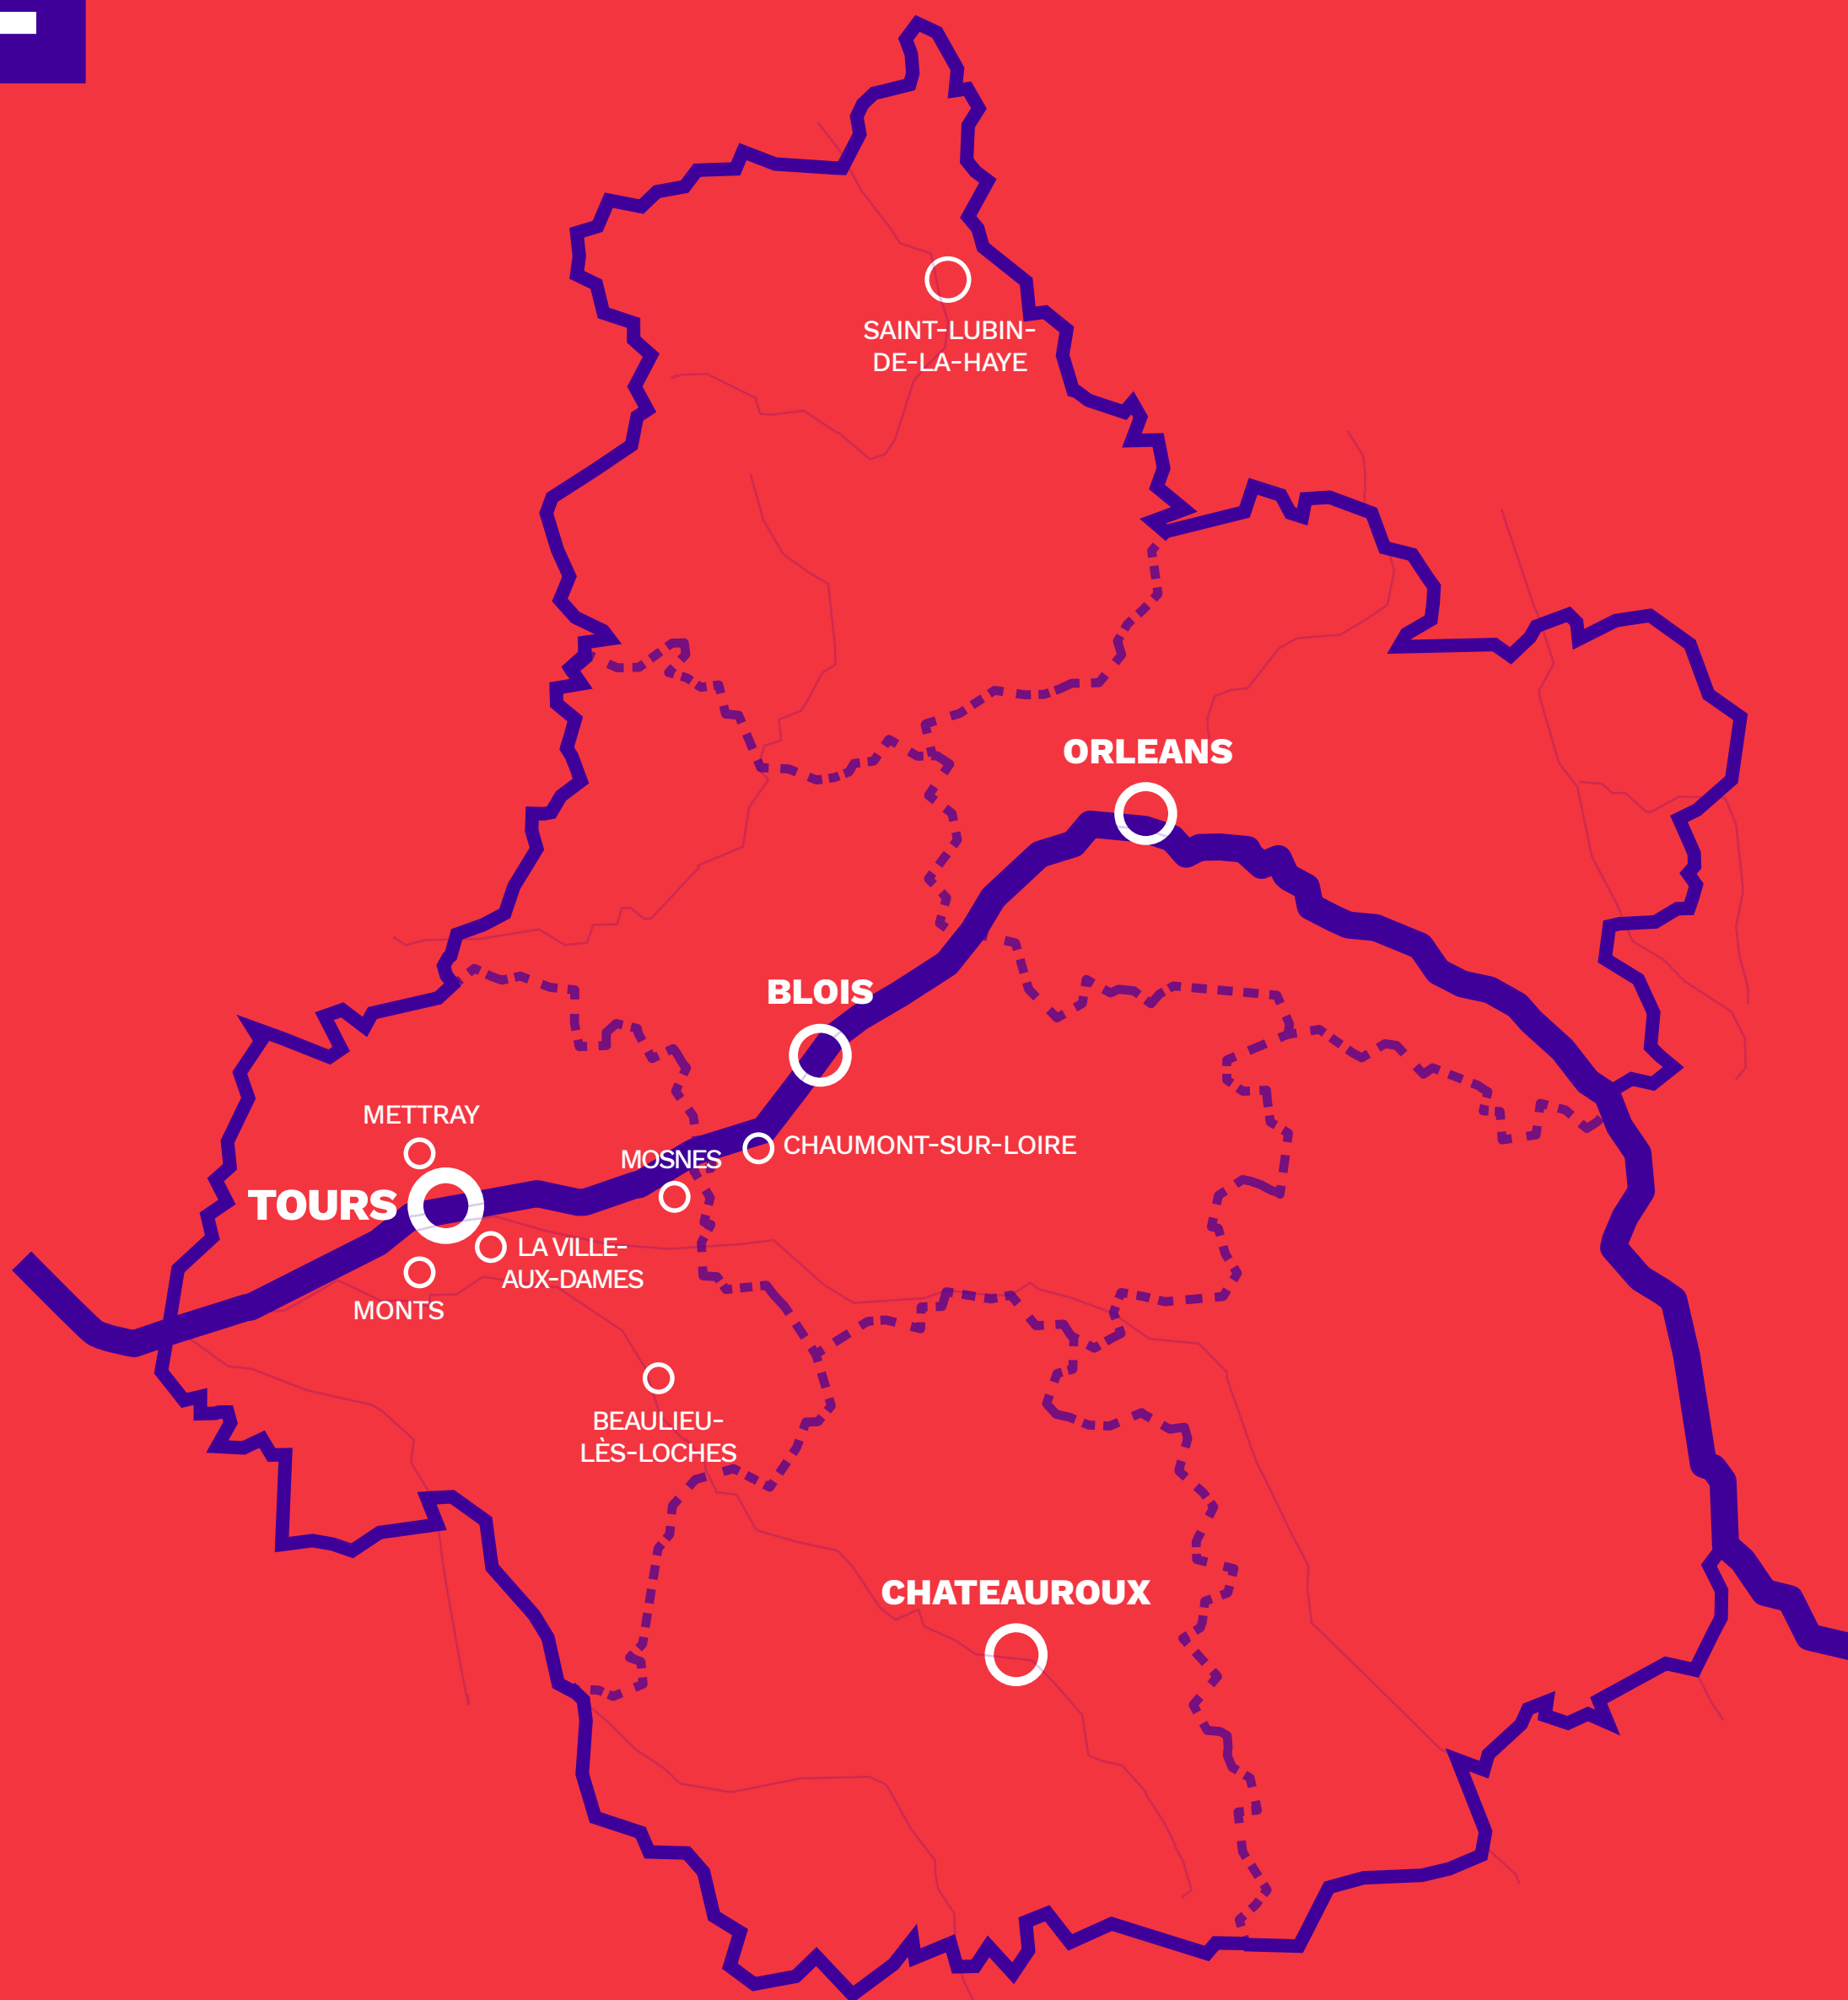 SAINT-LUBIN-
DE-LA-HAYE
ORLEANS
BLOIS
METTRAY
CHAUMONT-SUR-LOIRE
MOSNES
TOURS
LA VILLE-
AUX-DAMES
MONTS
BEAULIEU-
LÈS-LOCHES
CHATEAUROUX